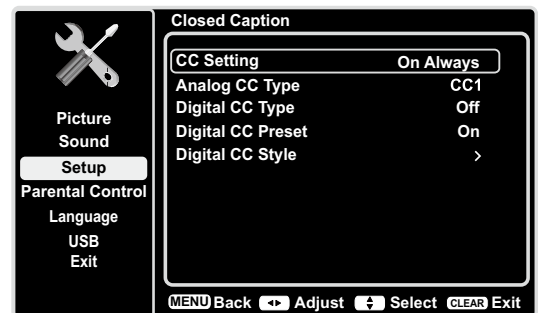 Closed Caption
CC Setting On Always
Analog CC Type CC1
Digital CC Type Off
Digital CC Preset On
Digital CC Style >
Picture
Sound
Setup
Parental Control
Language
USB
Exit
MENU Back Adjust Select CLEAR Exit